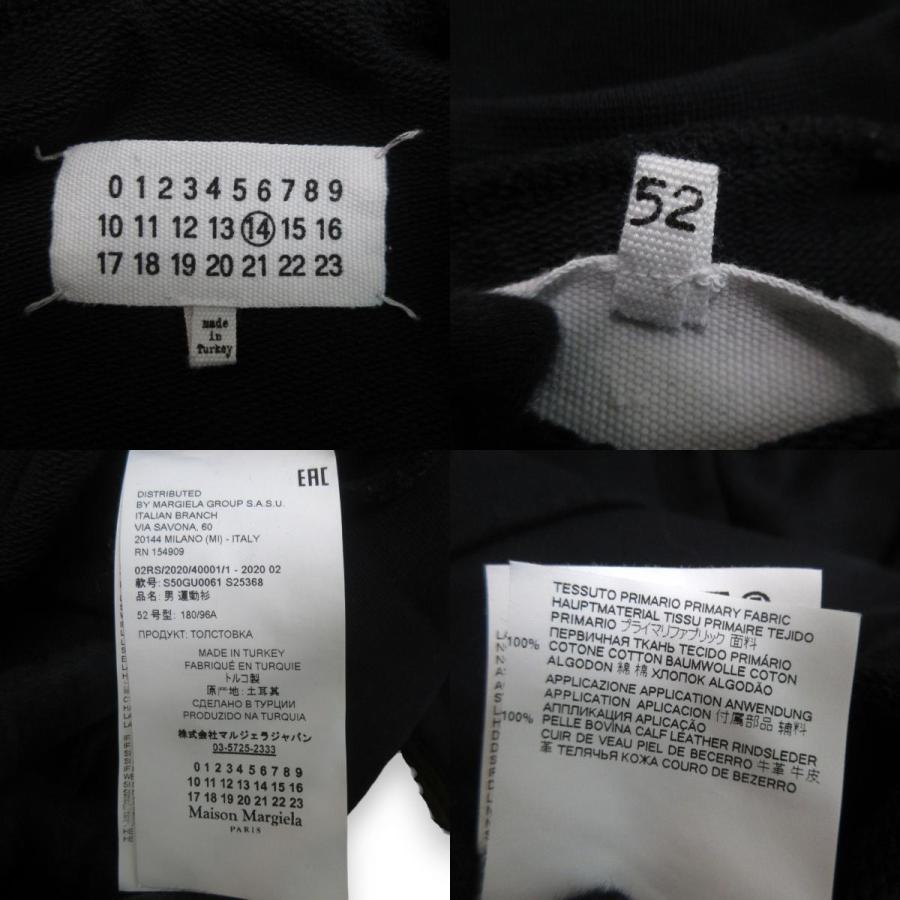 0 1 2 3 4 5 6 7 8 9
10 11 12 13 14 15 16
17 18 19 20 21 22 23
made
in
Turkey
52
EAC
DISTRIBUTED
BY MARGIELA GROUP S.A.S.U.
ITALIAN BRANCH
VIA SAVONA, 60
20144 MILANO (MI) - ITALY
RN 154909
02RS/2020/40001/1 - 2020 02
款号: S50GU0061 S25368
品名: 男 運動衫
52 号型: 180/96A
ПРОДУКТ: ТОЛСТОВКА
MADE IN TURKEY
FABRIQUÉ EN TURQUIE
トルコ製
原产地: 土耳其
СДЕЛАНО В ТУРЦИИ
PRODUZIDO NA TURQUIA
株式会社マルジェラジャパン
03-5725-2333
0 1 2 3 4 5 6 7 8 9
10 11 12 13 14 15 16
17 18 19 20 21 22 23
Maison Margiela
PARIS
TESSUTO PRIMARIO PRIMARY FABRIC
HAUPTMATERIAL TISSU PRIMAIRE TEJIDO
PRIMARIO プライマリファブリック 面料
ПЕРВИЧНАЯ ТКАНЬ TECIDO PRIMÁRIO
100% COTONE COTTON BAUMWOLLE COTON
ALGODON 綿 棉 ХЛОПОК ALGODÃO
APPLICAZIONE APPLICATION ANWENDUNG
APPLICATION APLICACION 付属部品 辅料
АППЛИКАЦИЯ APLICAÇÃO
100% PELLE BOVINA CALF LEATHER RINDSLEDER
CUIR DE VEAU PIEL DE BECERRO 牛革 牛皮
革 ТЕЛЯЧЬЯ КОЖА COURO DE BEZERRO